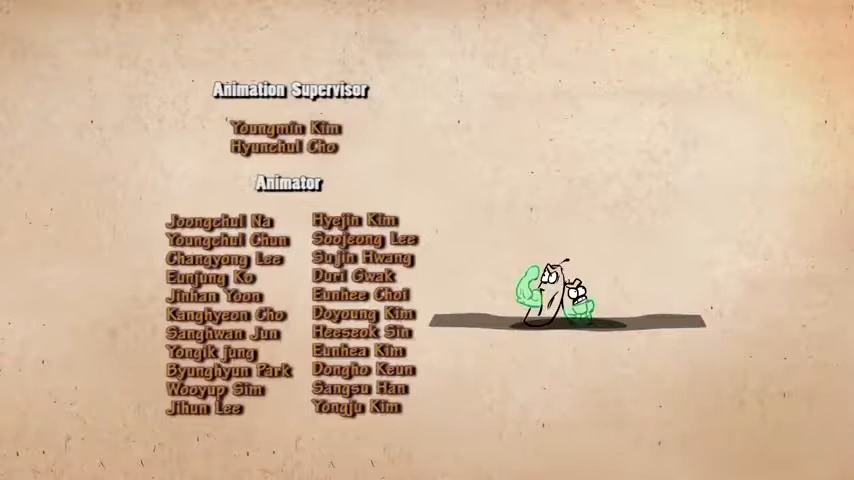 Animation Supervisor
Youngmin Kim
Hyunchul Cho
Animator
Joongchul Na
Youngchul Chun
Changyong Lee
Eunjung Ko
Jinhan Yoon
Kanghyeon Cho
Sanghwan Jun
Yongik jung
Byunghyun Park
Wooyup Sim
Jihun Lee
Hyejin Kim
Soojeong Lee
Sujin Hwang
Duri Gwak
Eunhee Choi
Doyoung Kim
Heeseok Sin
Eunhea Kim
Dongho Keun
Sangsu Han
Yongju Kim